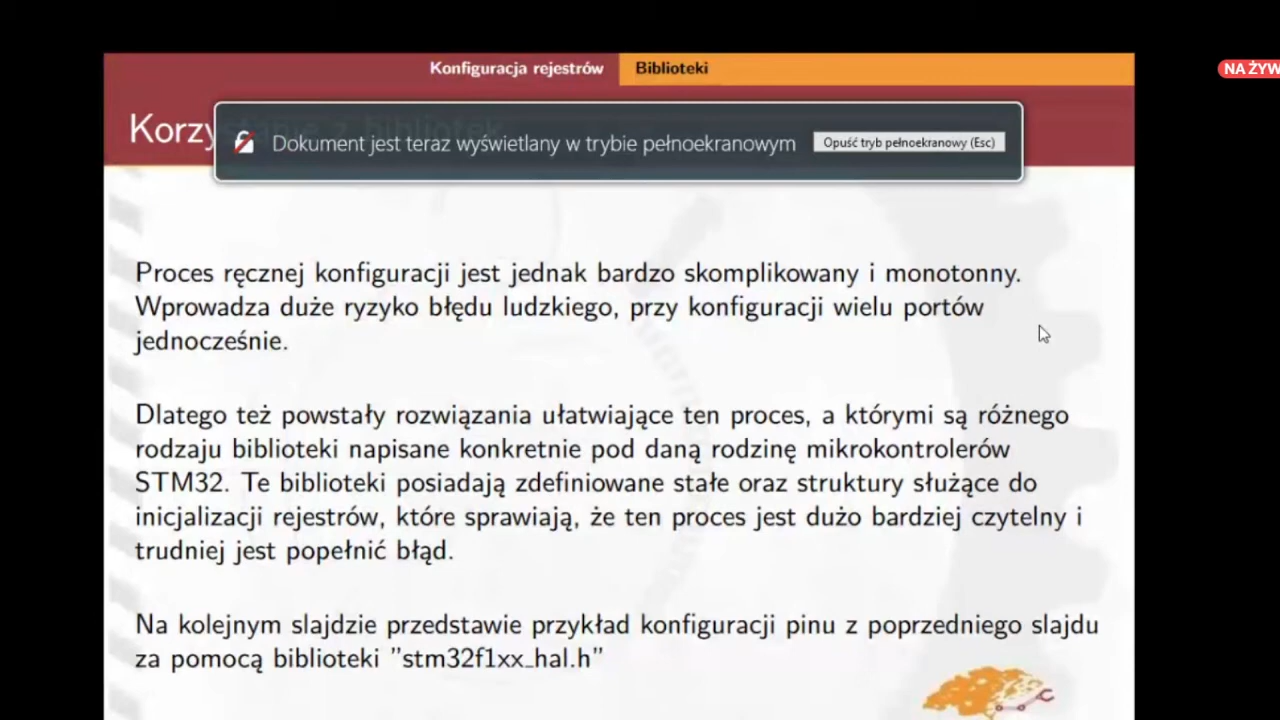 Konfiguracja rejestrów
Biblioteki
NA ŻYW
Korzy
Dokument jest teraz wyświetlany w trybie pełnoekranowym
Opuść tryb pełnoekranowy (Esc)
Proces ręcznej konfiguracji jest jednak bardzo skomplikowany i monotonny.
Wprowadza duże ryzyko błędu ludzkiego, przy konfiguracji wielu portów
jednocześnie.
Dlatego też powstały rozwiązania ułatwiające ten proces, a którymi są różnego
rodzaju biblioteki napisane konkretnie pod daną rodzinę mikrokontrolerów
STM32. Te biblioteki posiadają zdefiniowane stałe oraz struktury służące do
inicjalizacji rejestrów, które sprawiają, że ten proces jest dużo bardziej czytelny i
trudniej jest popełnić błąd.
Na kolejnym slajdzie przedstawie przykład konfiguracji pinu z poprzedniego slajdu
za pomocą biblioteki ”stm32f1xx_hal.h”